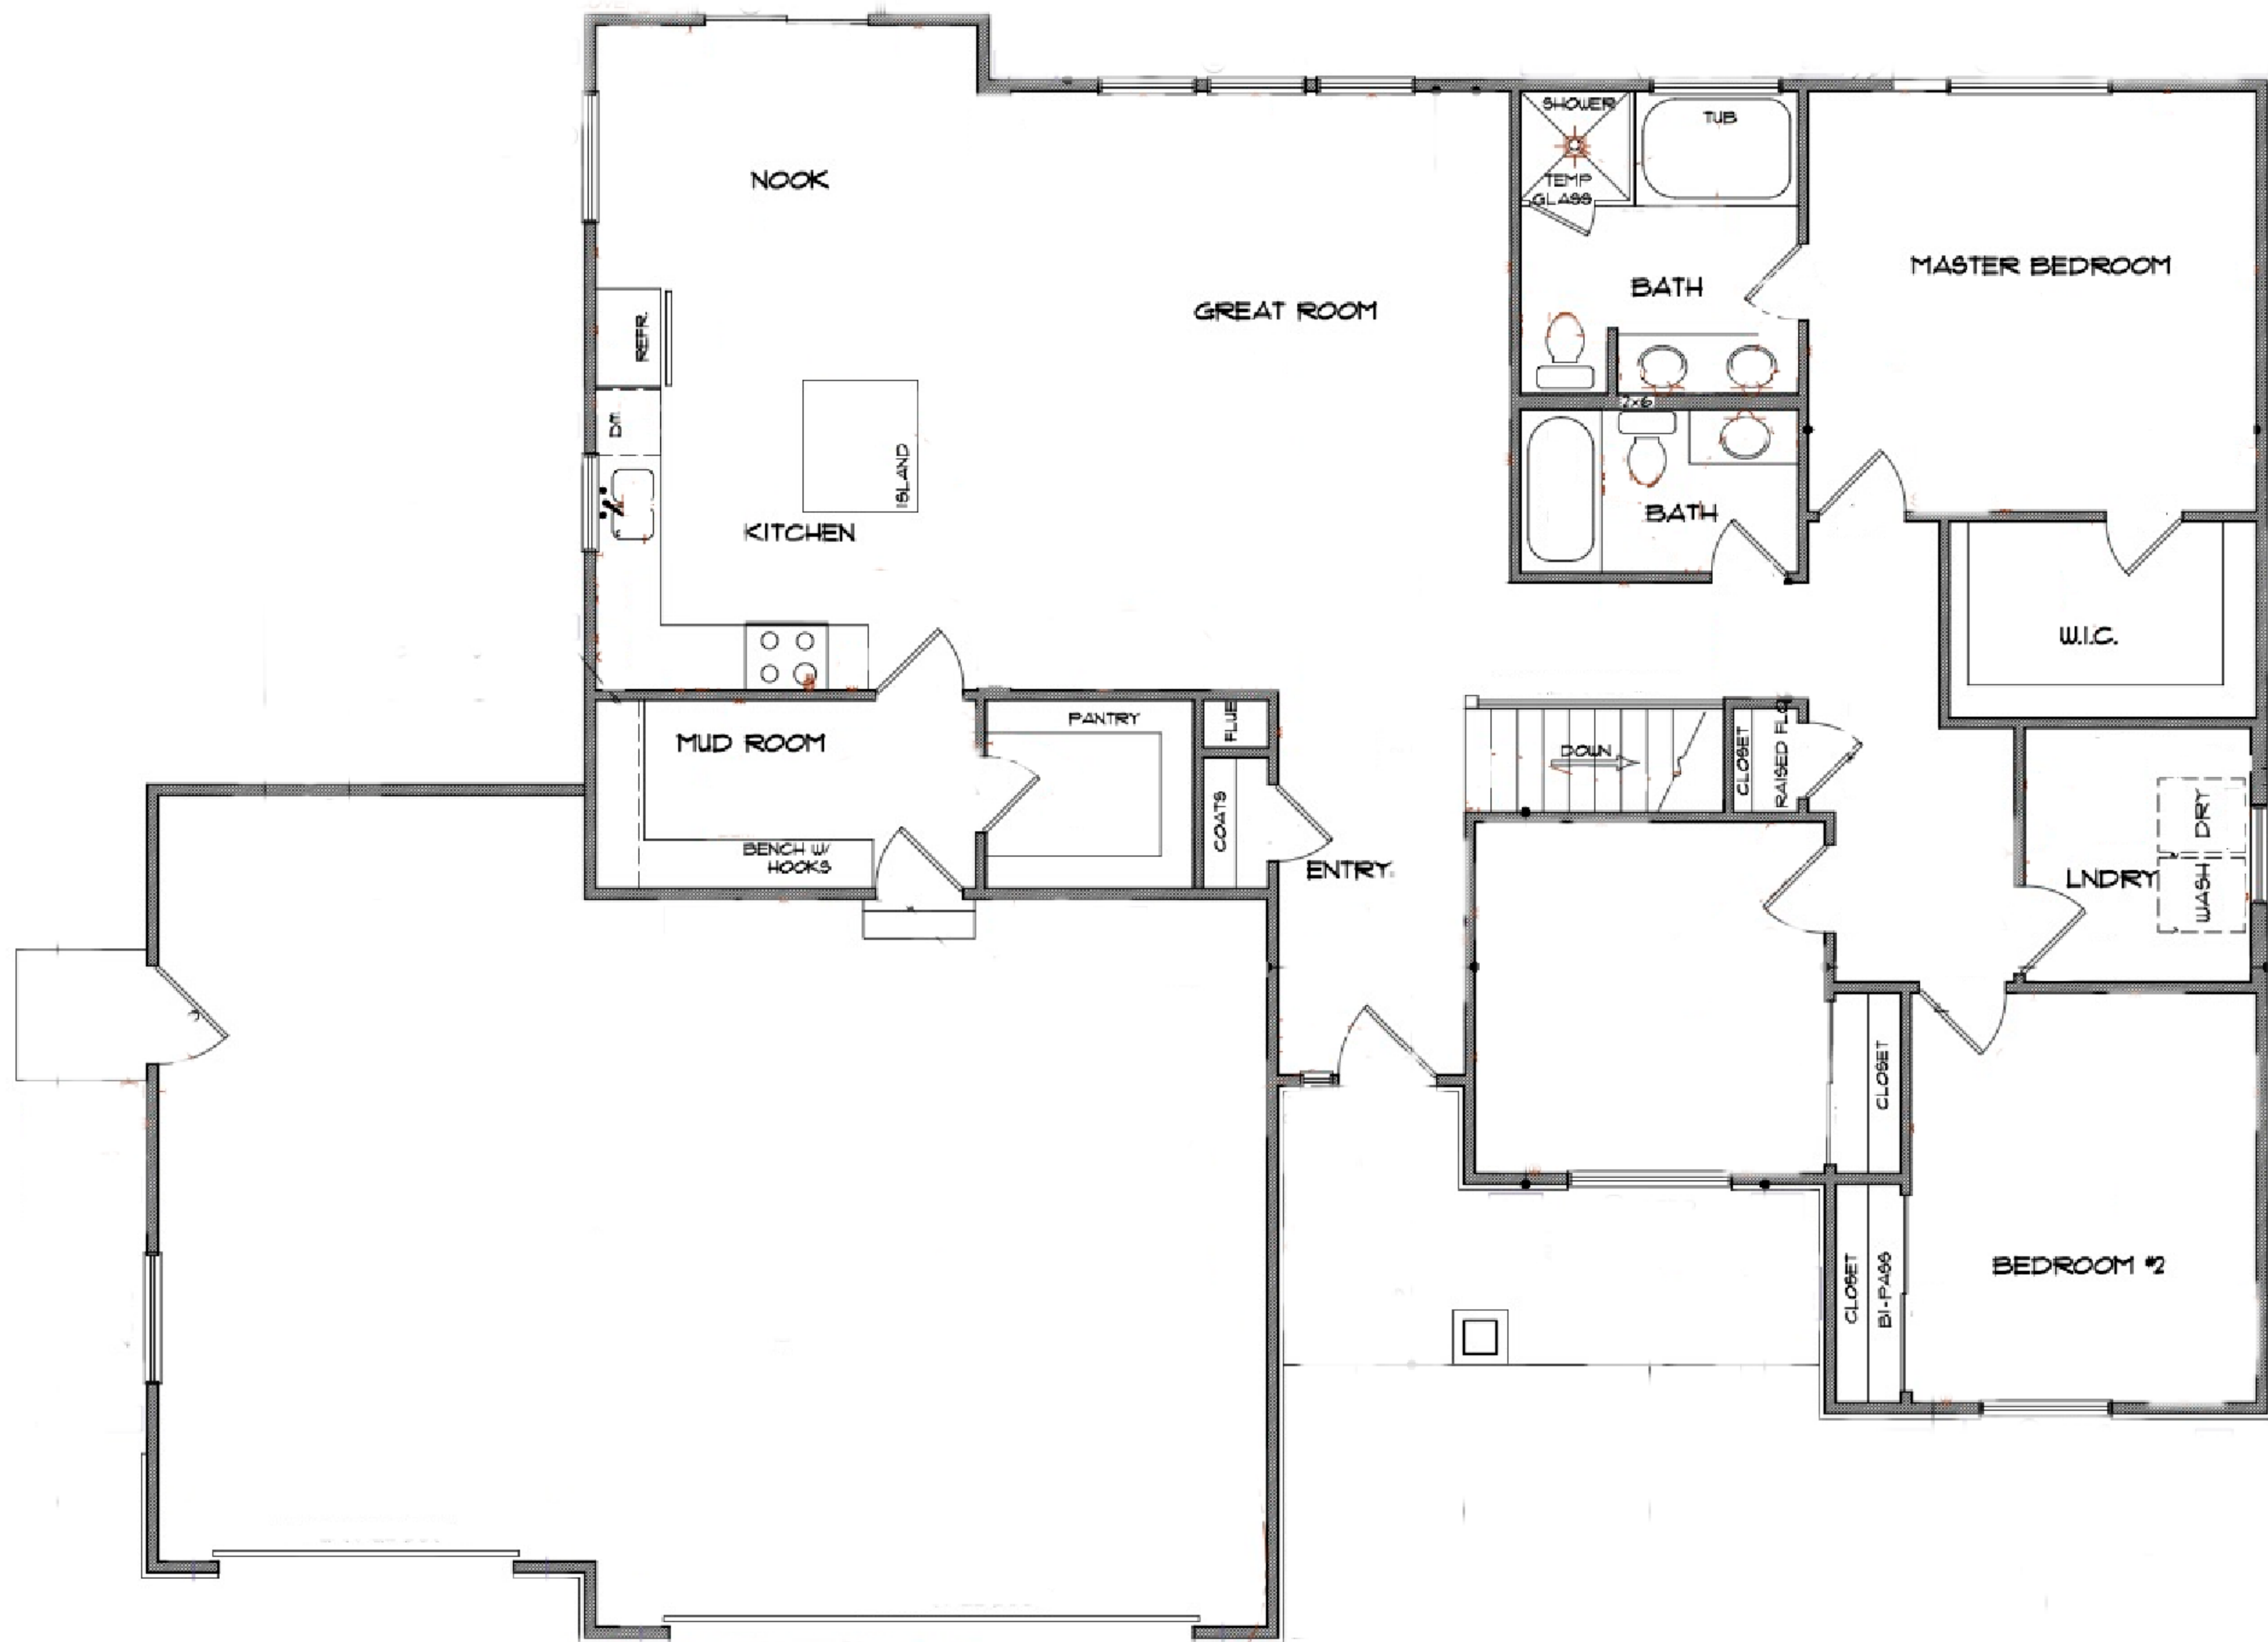 SHOWER
TUB
NOOK
TEMP
GLASS
MASTER BEDROOM
BATH
GREAT ROOM
REFR.
2x6
ISLAND
BATH
KITCHEN
W.I.C.
PANTRY
FLUE
MUD ROOM
DOWN
CLOSET
RAISED
COATS
DRY
BENCH W/
HOOKS
ENTRY
LNDRY
WASH
CLOSET
BEDROOM #2
CLOSET
BI-PASS